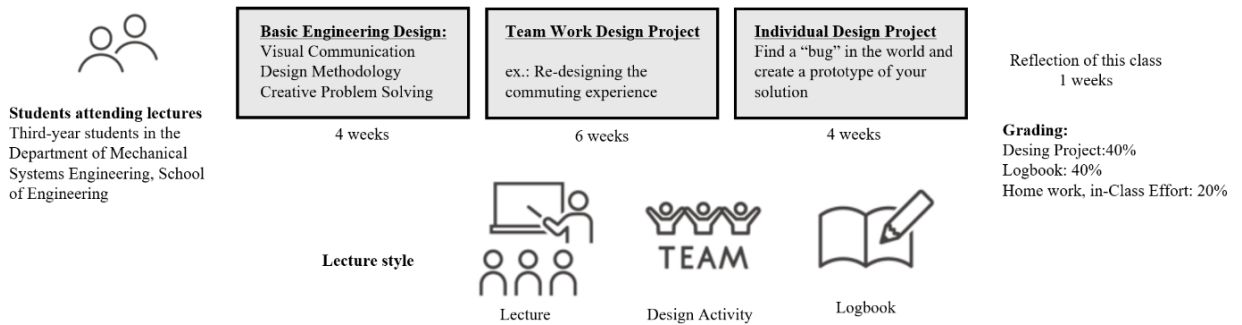 Students attending lectures
Third-year students in the
Department of Mechanical
Systems Engineering, School
of Engineering
Basic Engineering Design:
Visual Communication
Design Methodology
Creative Problem Solving
4 weeks
Team Work Design Project
ex.: Re-designing the
commuting experience
6 weeks
Individual Design Project
Find a “bug” in the world and
create a prototype of your
solution
4 weeks
Reflection of this class
1 weeks
Grading:
Desing Project:40%
Logbook: 40%
Home work, in-Class Effort: 20%
Lecture style
Lecture
TEAM
Design Activity
Logbook